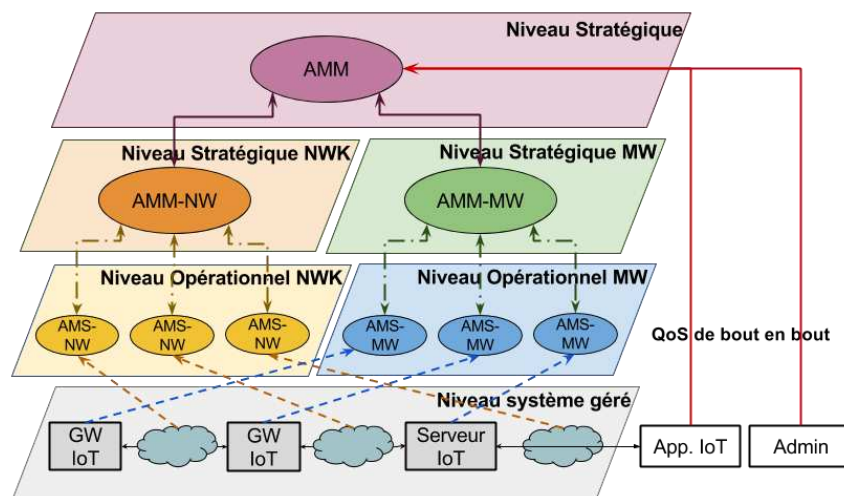 Niveau Stratégique
AMM
Niveau Stratégique NWK
Niveau Stratégique MW
AMM-NW
AMM-MW
Niveau Opérationnel NWK
Niveau Opérationnel MW
AMS-
NW
AMS-
NW
AMS-
NW
AMS-
MW
AMS-
MW
AMS-
MW
QoS de bout en bout
Niveau système géré
GW
IoT
GW
IoT
Serveur
IoT
App. IoT
Admin